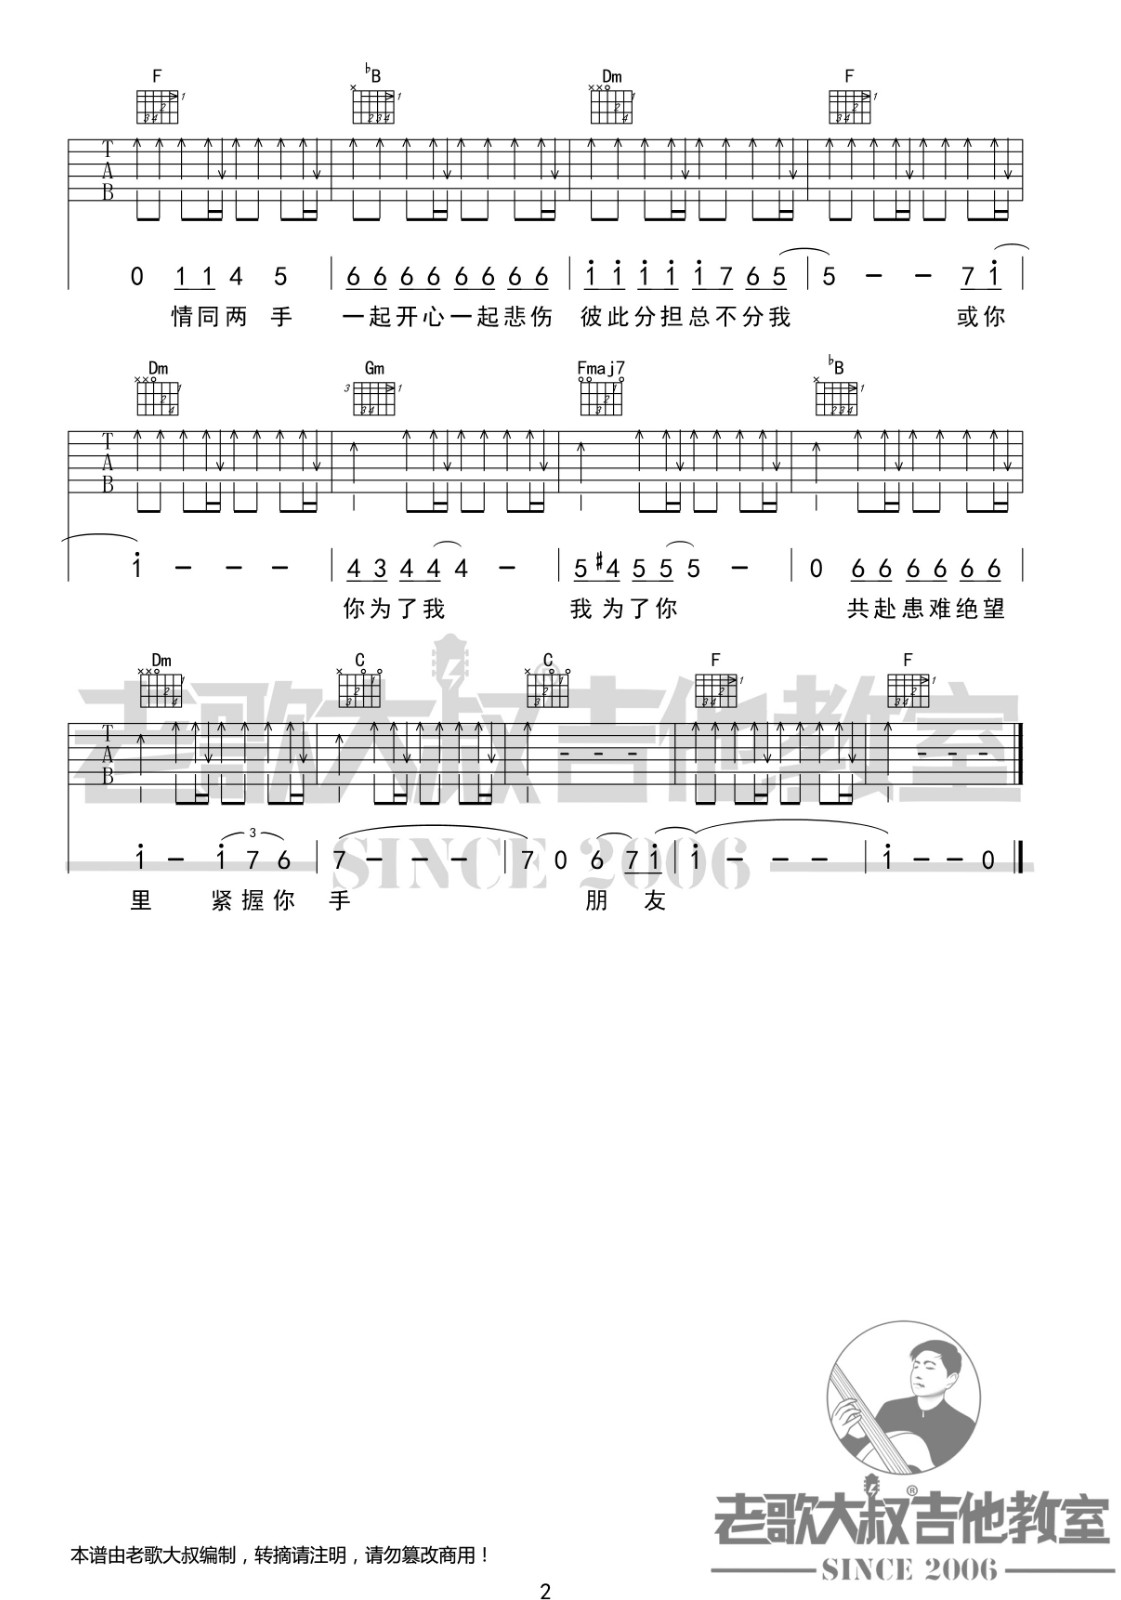 F ♭B Dm F
T
A
B
0 1 1 4 5 | 6 6 6 6 6 6 6 6 | i i i i i 7 6 5 | 5 - - 7 i
情同两 手 一起开心一起悲伤 彼此分担总不分我 或你
Dm Gm Fmaj7 ♭B
T
A
B
i - - - | 4 3 4 4 4 - | 5 #4 5 5 5 - | 0 6 6 6 6 6 6
你为了我 我为了你 共赴患难绝望
Dm C C F F
T
A
B
3
i - i 7 6 | 7 - - - | 7 0 6 7 i | i - - - | i - - 0
里 紧握你 手 朋 友
老歌大叔吉他教室
SINCE 2006
老歌大叔®吉他教室
SINCE 2006
本谱由老歌大叔编制，转摘请注明，请勿篡改商用！
2